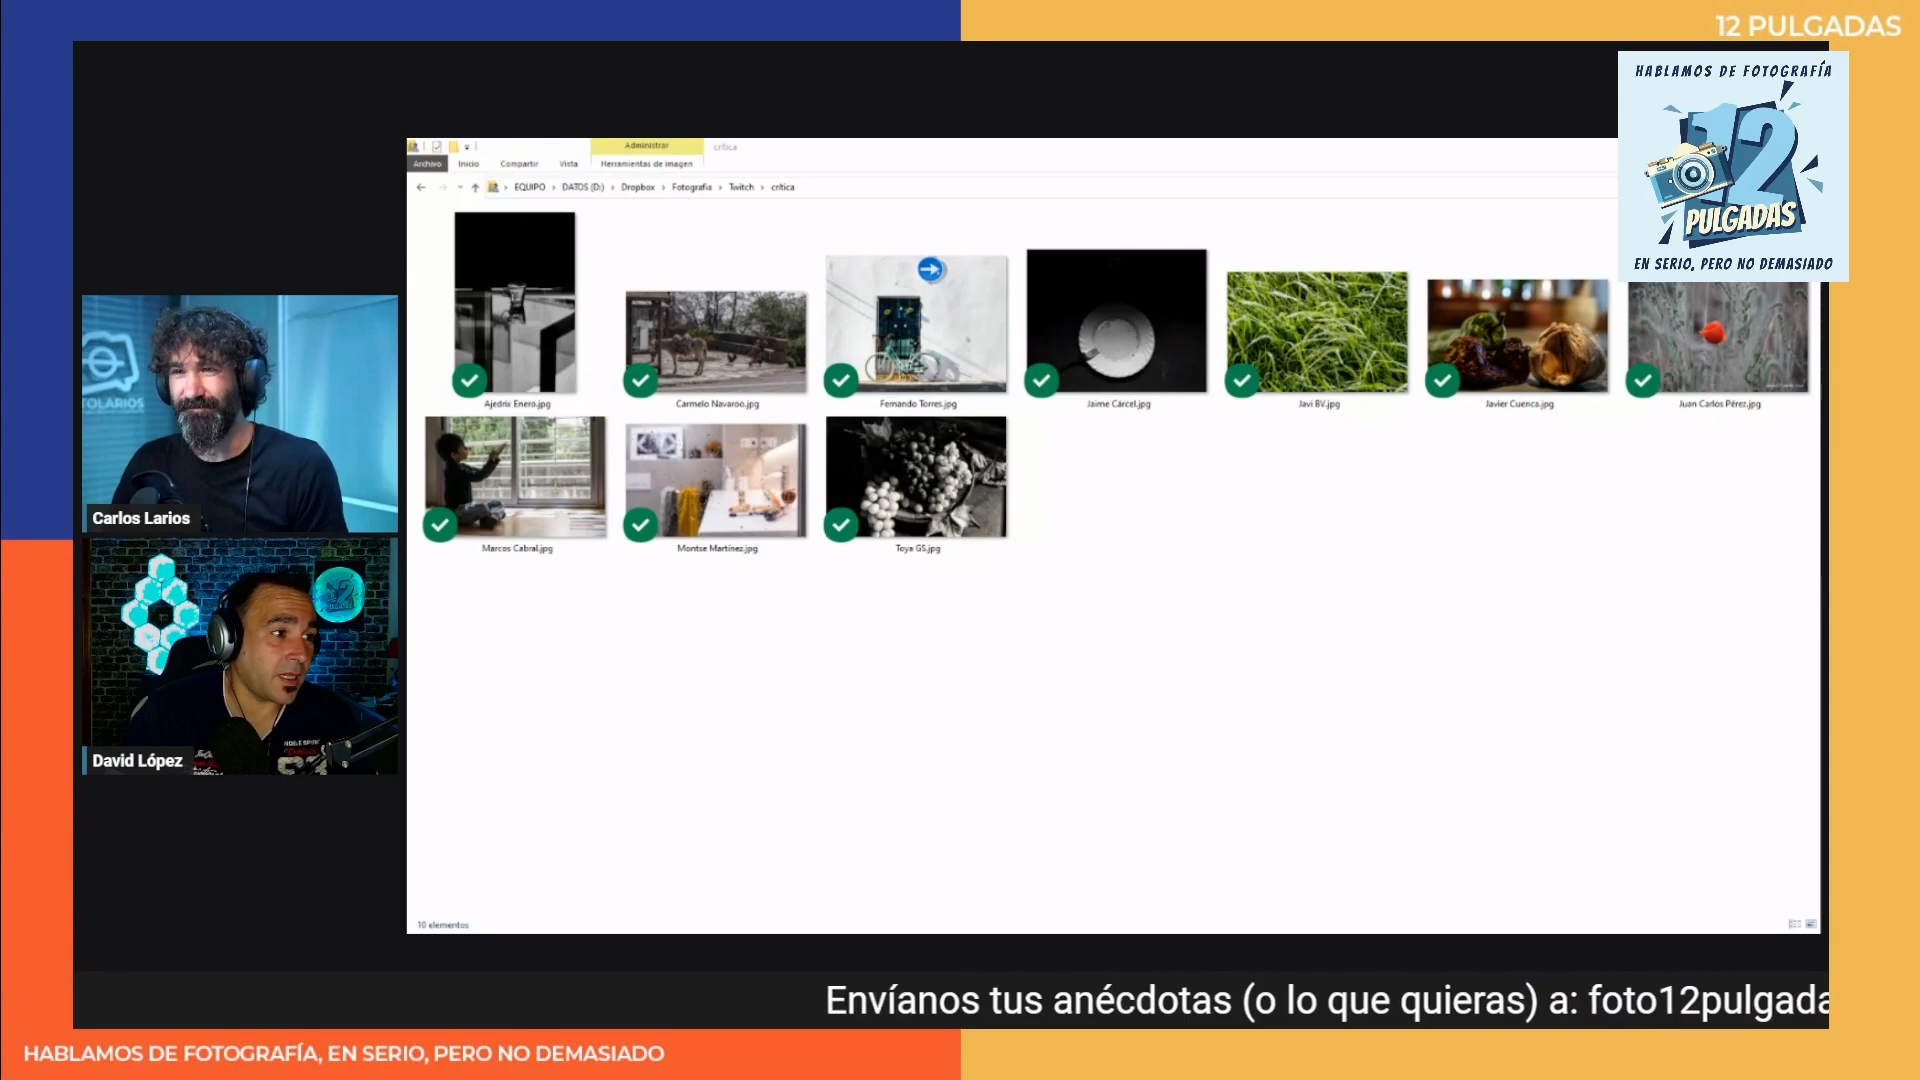 12 PULGADAS
HABLAMOS DE FOTOGRAFÍA
12
PULGADAS
EN SERIO, PERO NO DEMASIADO
Administrar
crítica
Archivo
Inicio
Compartir
Vista
Herramientas de imagen
EQUIPO > DATOS (D:) > Dropbox > Fotografía > Twitch > crítica
Ajedrix Enero.jpg
Carmelo Navaroo.jpg
Fernando Torres.jpg
Jaime Cárcel.jpg
Javi BV.jpg
Javier Cuenca.jpg
Juan Carlos Pérez.jpg
Marcos Cabral.jpg
Montse Martínez.jpg
Toya GS.jpg
TOLARIOS
Carlos Larios
12
David López
10 elementos
Envíanos tus anécdotas (o lo que quieras) a: foto12pulgada
HABLAMOS DE FOTOGRAFÍA, EN SERIO, PERO NO DEMASIADO